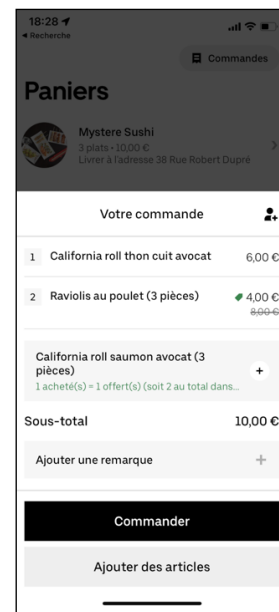 18:28
◀ Recherche
Commandes
Paniers
Mystere Sushi
3 plats • 10,00 €
Livrer à l'adresse 38 Rue Robert Dupré
Votre commande
1 California roll thon cuit avocat 6,00 €
2 Raviolis au poulet (3 pièces) 4,00 €
8,00 €
California roll saumon avocat (3
pièces)
1 acheté(s) = 1 offert(s) (soit 2 au total dans...
Sous-total 10,00 €
Ajouter une remarque
Commander
Ajouter des articles